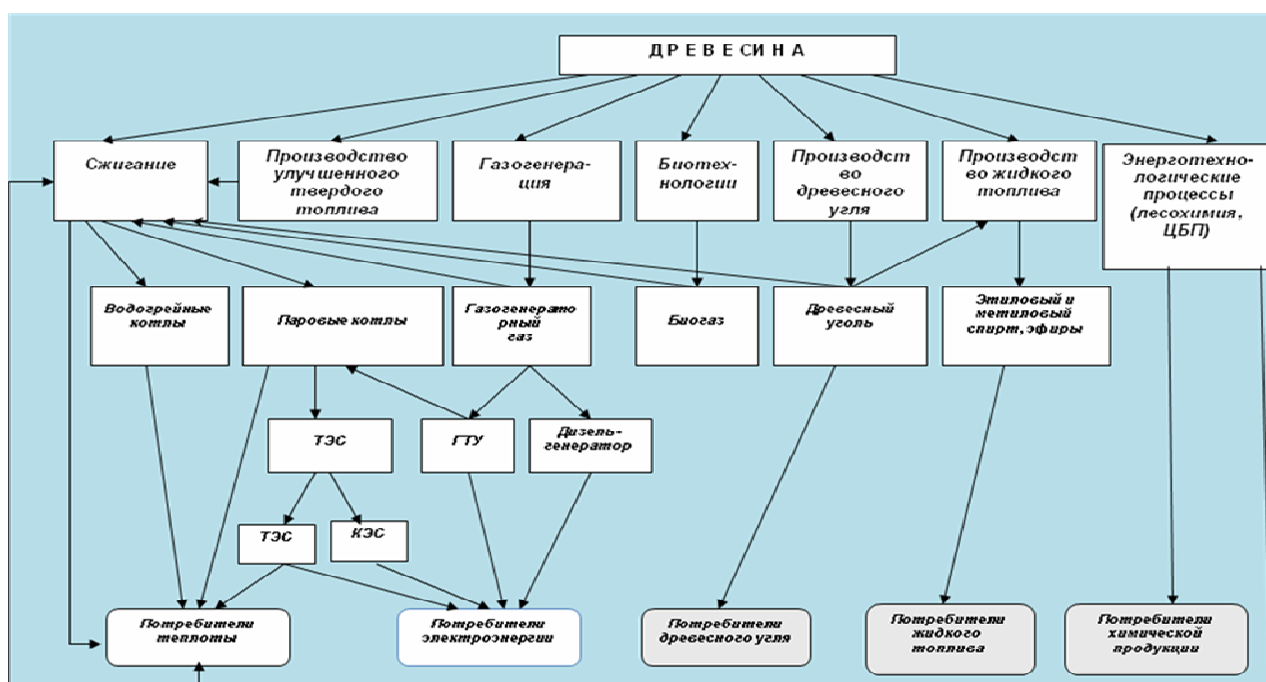 ДРЕВЕСИНА
Сжигание
Производство
улучшенного
твердого
топлива
Газогенера-
ция
Биотех-
нологии
Производст
во
древесного
угля
Производст
во жидкого
топлива
Энерготехно-
логические
процессы
(лесохимия,
ЦБП)
Водогрейные
котлы
Паровые котлы
Газогенерато
рный
газ
Биогаз
Древесный
уголь
Этиловый и
метиловый
спирт, эфиры
ТЭС
ГТУ
Дизель-
генератор
ТЭС
КЭС
Потребители
теплоты
Потребители
электроэнергии
Потребители
древесного угля
Потребители
жидкого
топлива
Потребители
химической
продукции